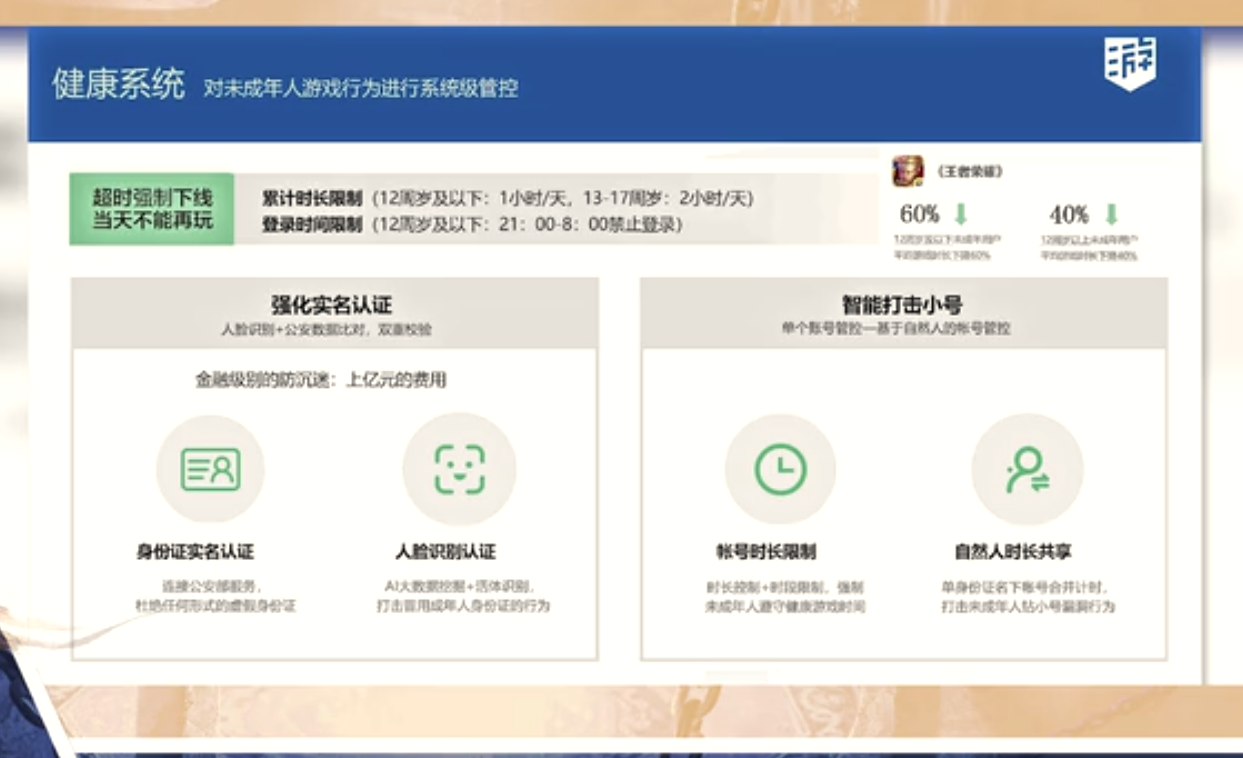 健康系统 对未成年人游戏行为进行系统级管控
游
超时强制下线
当天不能再玩
累计时长限制（12周岁及以下：1小时/天，13-17周岁：2小时/天）
登录时间限制（12周岁及以下：21：00-8：00禁止登录）
《王者荣耀》
60%
12周岁及以下未成年用户
平均游戏时长下降60%
40%
12周岁以上未成年用户
平均游戏时长下降40%
强化实名认证
人脸识别+公安数据比对，双重校验
金融级别的防沉迷：上亿元的费用
身份证实名认证
连接公安部服务，
杜绝任何形式的虚假身份证
人脸识别认证
AI大数据挖掘+活体识别，
打击冒用成年人身份证的行为
智能打击小号
单个账号管控—基于自然人的帐号管控
帐号时长限制
时长控制+时段限制，强制
未成年人遵守健康游戏时间
自然人时长共享
单身份证名下账号合并计时，
打击未成年人钻小号漏洞行为